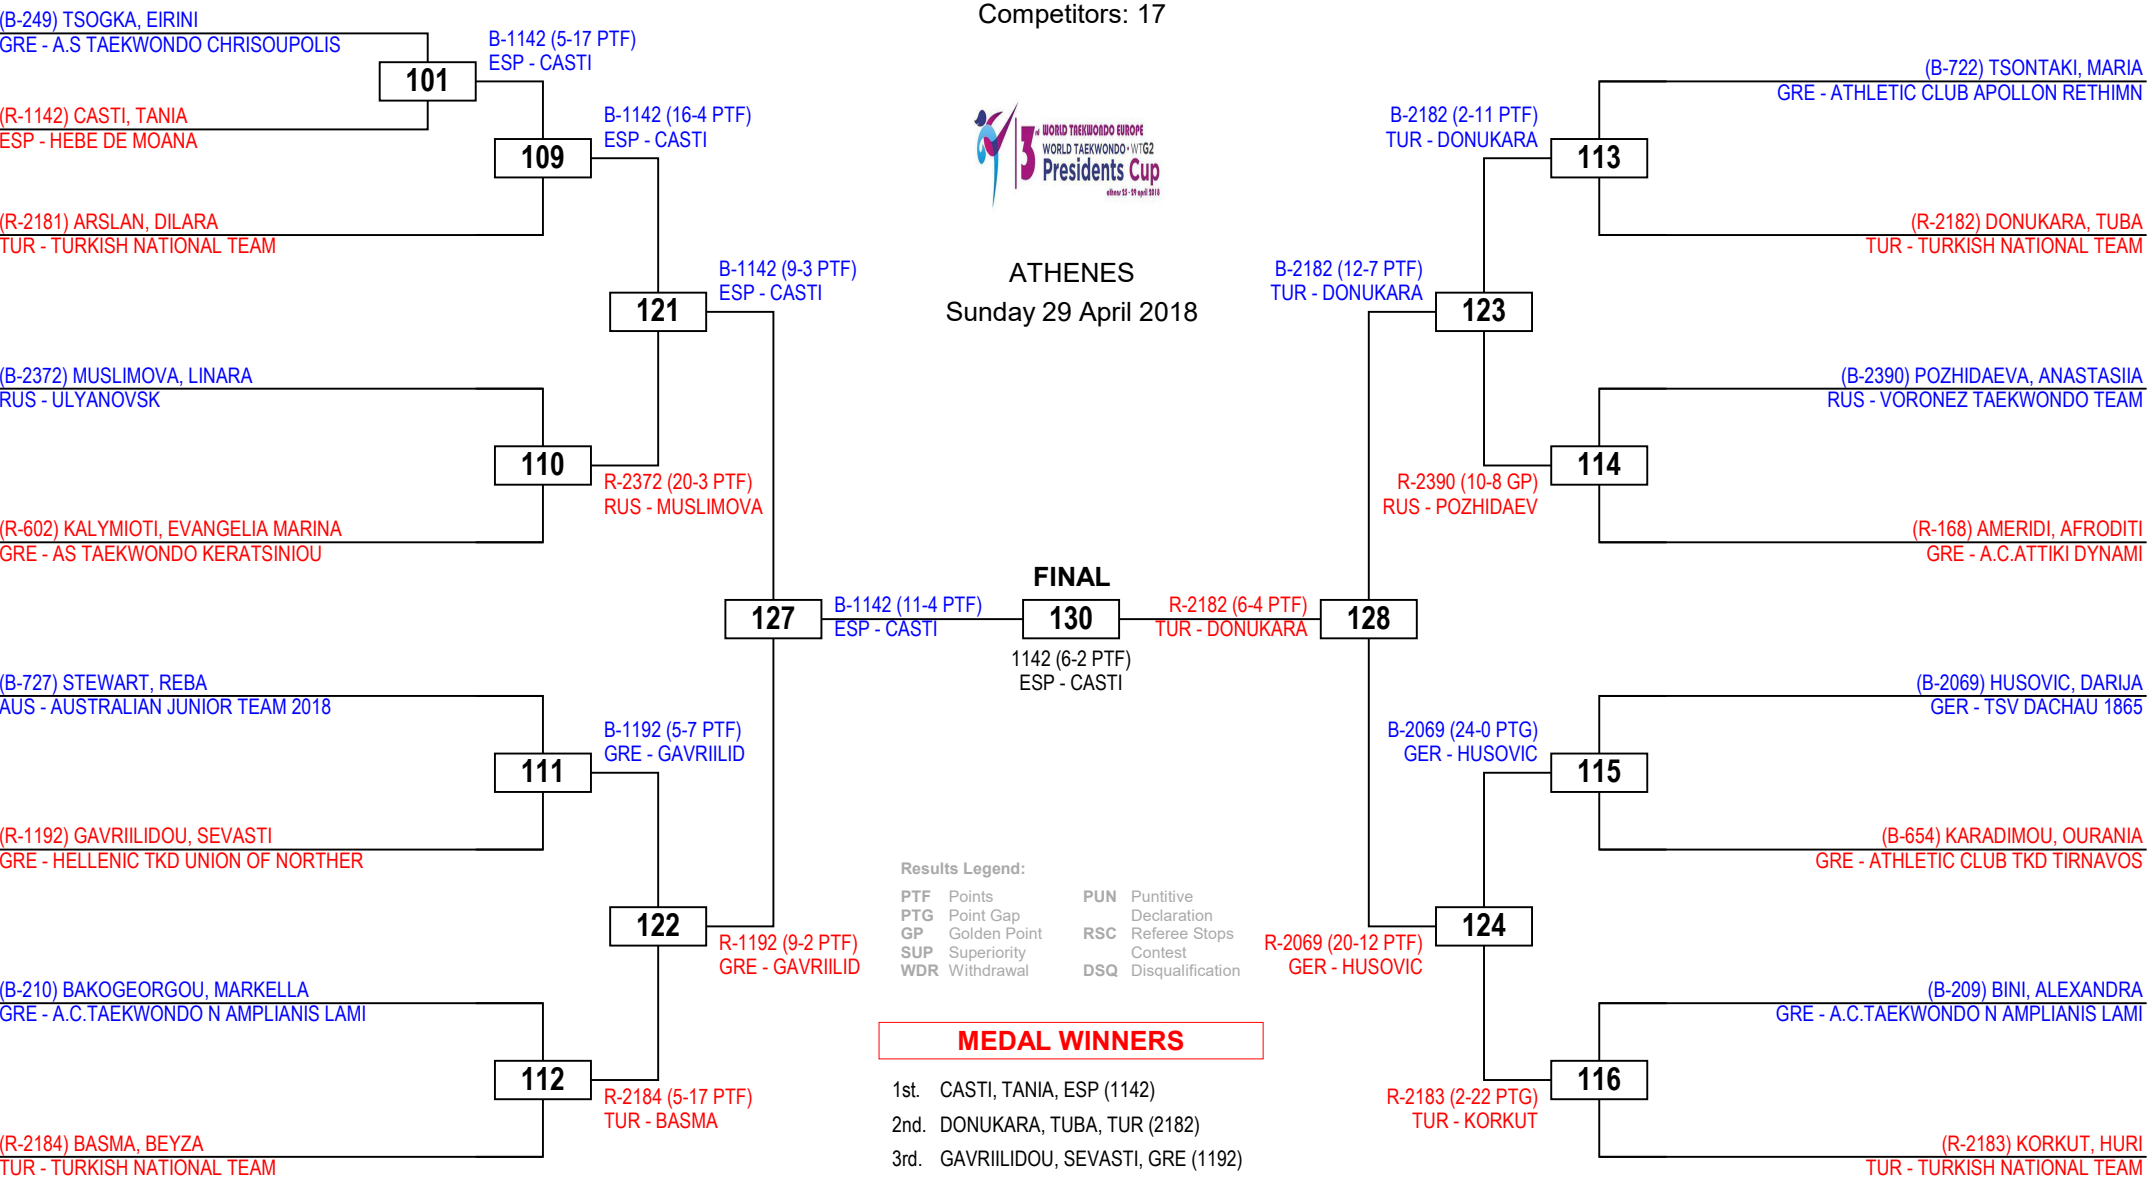 Competitors: 17
(B-249) TSOGKA, EIRINI
GRE - A.S TAEKWONDO CHRISOUPOLIS
B-1142 (5-17 PTF)
ESP - CASTI
101
(R-1142) CASTI, TANIA
ESP - HEBE DE MOANA
B-1142 (16-4 PTF)
ESP - CASTI
109
(R-2181) ARSLAN, DILARA
TUR - TURKISH NATIONAL TEAM
B-1142 (9-3 PTF)
ESP - CASTI
121
(B-2372) MUSLIMOVA, LINARA
RUS - ULYANOVSK
110
R-2372 (20-3 PTF)
RUS - MUSLIMOVA
(R-602) KALYMIOTI, EVANGELIA MARINA
GRE - AS TAEKWONDO KERATSINIOU
127
B-1142 (11-4 PTF)
ESP - CASTI
(B-727) STEWART, REBA
AUS - AUSTRALIAN JUNIOR TEAM 2018
B-1192 (5-7 PTF)
GRE - GAVRIILID
111
(R-1192) GAVRIILIDOU, SEVASTI
GRE - HELLENIC TKD UNION OF NORTHER
122
R-1192 (9-2 PTF)
GRE - GAVRIILID
(B-210) BAKOGEORGOU, MARKELLA
GRE - A.C.TAEKWONDO N AMPLIANIS LAMI
112
R-2184 (5-17 PTF)
TUR - BASMA
(R-2184) BASMA, BEYZA
TUR - TURKISH NATIONAL TEAM
3rd WORLD TAEKWONDO EUROPE
WORLD TAEKWONDO • WTG2
Presidents Cup
athens 25 - 29 april 2018
ATHENES
Sunday 29 April 2018
FINAL
130
1142 (6-2 PTF)
ESP - CASTI
(B-722) TSONTAKI, MARIA
GRE - ATHLETIC CLUB APOLLON RETHIMN
B-2182 (2-11 PTF)
TUR - DONUKARA
113
(R-2182) DONUKARA, TUBA
TUR - TURKISH NATIONAL TEAM
B-2182 (12-7 PTF)
TUR - DONUKARA
123
(B-2390) POZHIDAEVA, ANASTASIIA
RUS - VORONEZ TAEKWONDO TEAM
114
R-2390 (10-8 GP)
RUS - POZHIDAEV
(R-168) AMERIDI, AFRODITI
GRE - A.C.ATTIKI DYNAMI
R-2182 (6-4 PTF)
TUR - DONUKARA
128
(B-2069) HUSOVIC, DARIJA
GER - TSV DACHAU 1865
B-2069 (24-0 PTG)
GER - HUSOVIC
115
(B-654) KARADIMOU, OURANIA
GRE - ATHLETIC CLUB TKD TIRNAVOS
124
R-2069 (20-12 PTF)
GER - HUSOVIC
(B-209) BINI, ALEXANDRA
GRE - A.C.TAEKWONDO N AMPLIANIS LAMI
116
R-2183 (2-22 PTG)
TUR - KORKUT
(R-2183) KORKUT, HURI
TUR - TURKISH NATIONAL TEAM
Results Legend:
PTF Points
PTG Point Gap
GP Golden Point
SUP Superiority
WDR Withdrawal
PUN Puntitive
Declaration
RSC Referee Stops
Contest
DSQ Disqualification
MEDAL WINNERS
1st. CASTI, TANIA, ESP (1142)
2nd. DONUKARA, TUBA, TUR (2182)
3rd. GAVRIILIDOU, SEVASTI, GRE (1192)